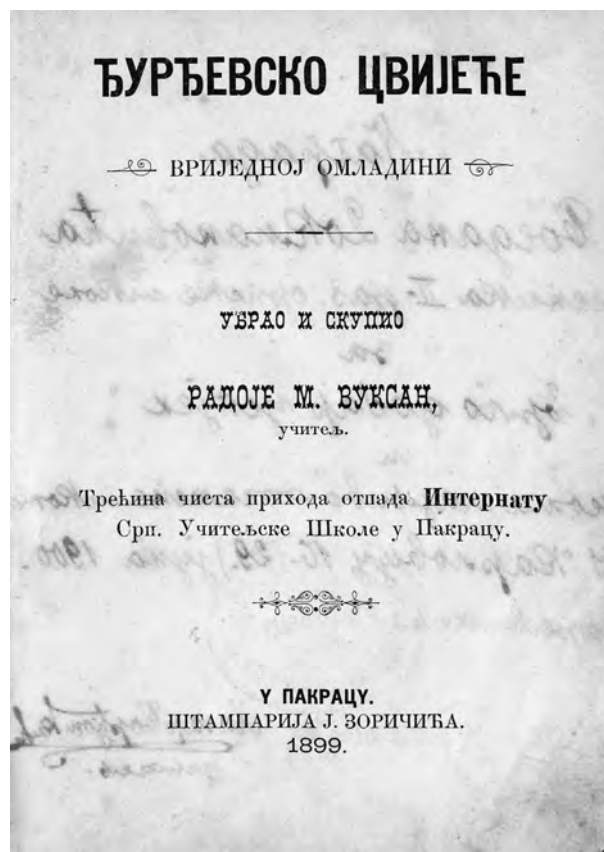 ЂУРЂЕВСКО ЦВИЈЕЋЕ
ВРИЈЕДНОЈ ОМЛАДИНИ
УБРАО И СКУПИО
РАДОЈЕ М. ВУКСАН,
учитељ.
Трећина чиста прихода отпада Интернату
Срп. Учитељске Школе у Пакрацу.
У ПАКРАЦУ.
ШТАМПАРИЈА Ј. ЗОРИЧИЋА.
1899.